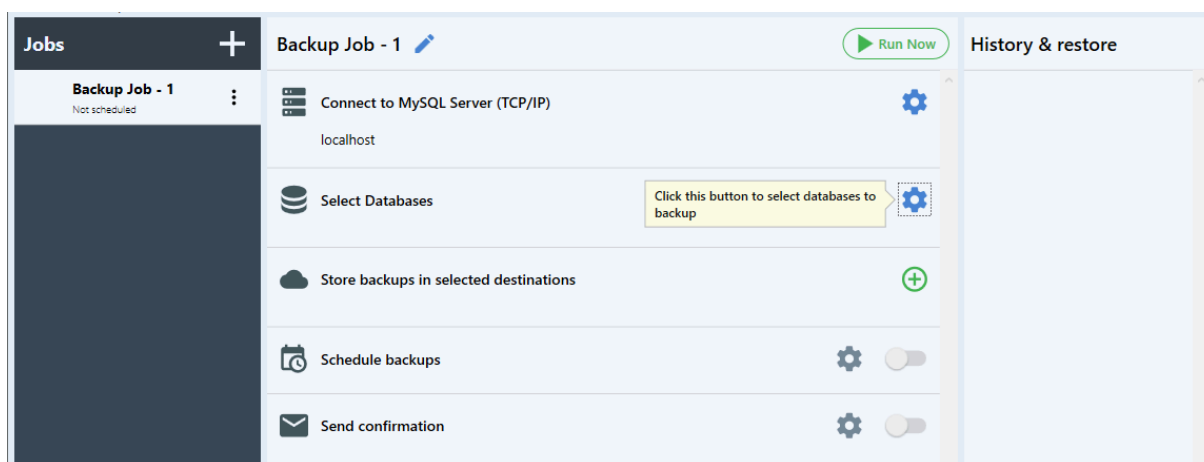 Jobs
Backup Job - 1
Not scheduled
Backup Job - 1
Run Now
Connect to MySQL Server (TCP/IP)
localhost
Select Databases
Click this button to select databases to
backup
Store backups in selected destinations
Schedule backups
Send confirmation
History & restore